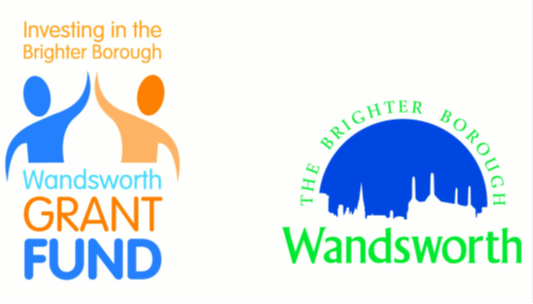 Investing in the
Brighter Borough
Wandsworth
GRANT
FUND
THE BRIGHTER BOROUGH
Wandsworth